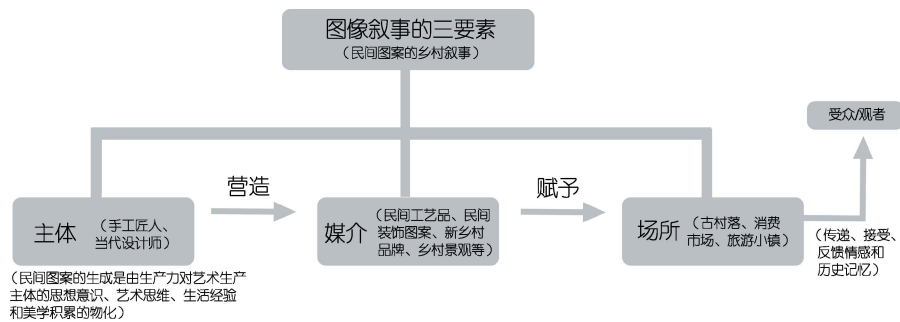 图像叙事的三要素
（民间图案的乡村叙事）
受众/观者
营造
赋予
主体
（手工匠人、
当代设计师）
媒介
（民间工艺品、民间
装饰图案、新乡村
品牌、乡村景观等）
场所
（古村落、消费
市场、旅游小镇）
（民间图案的生成是由生产力对艺术生产
主体的思想意识、艺术思维、生活经验
和美学积累的物化）
（传递、接受、
反馈情感和
历史记忆）